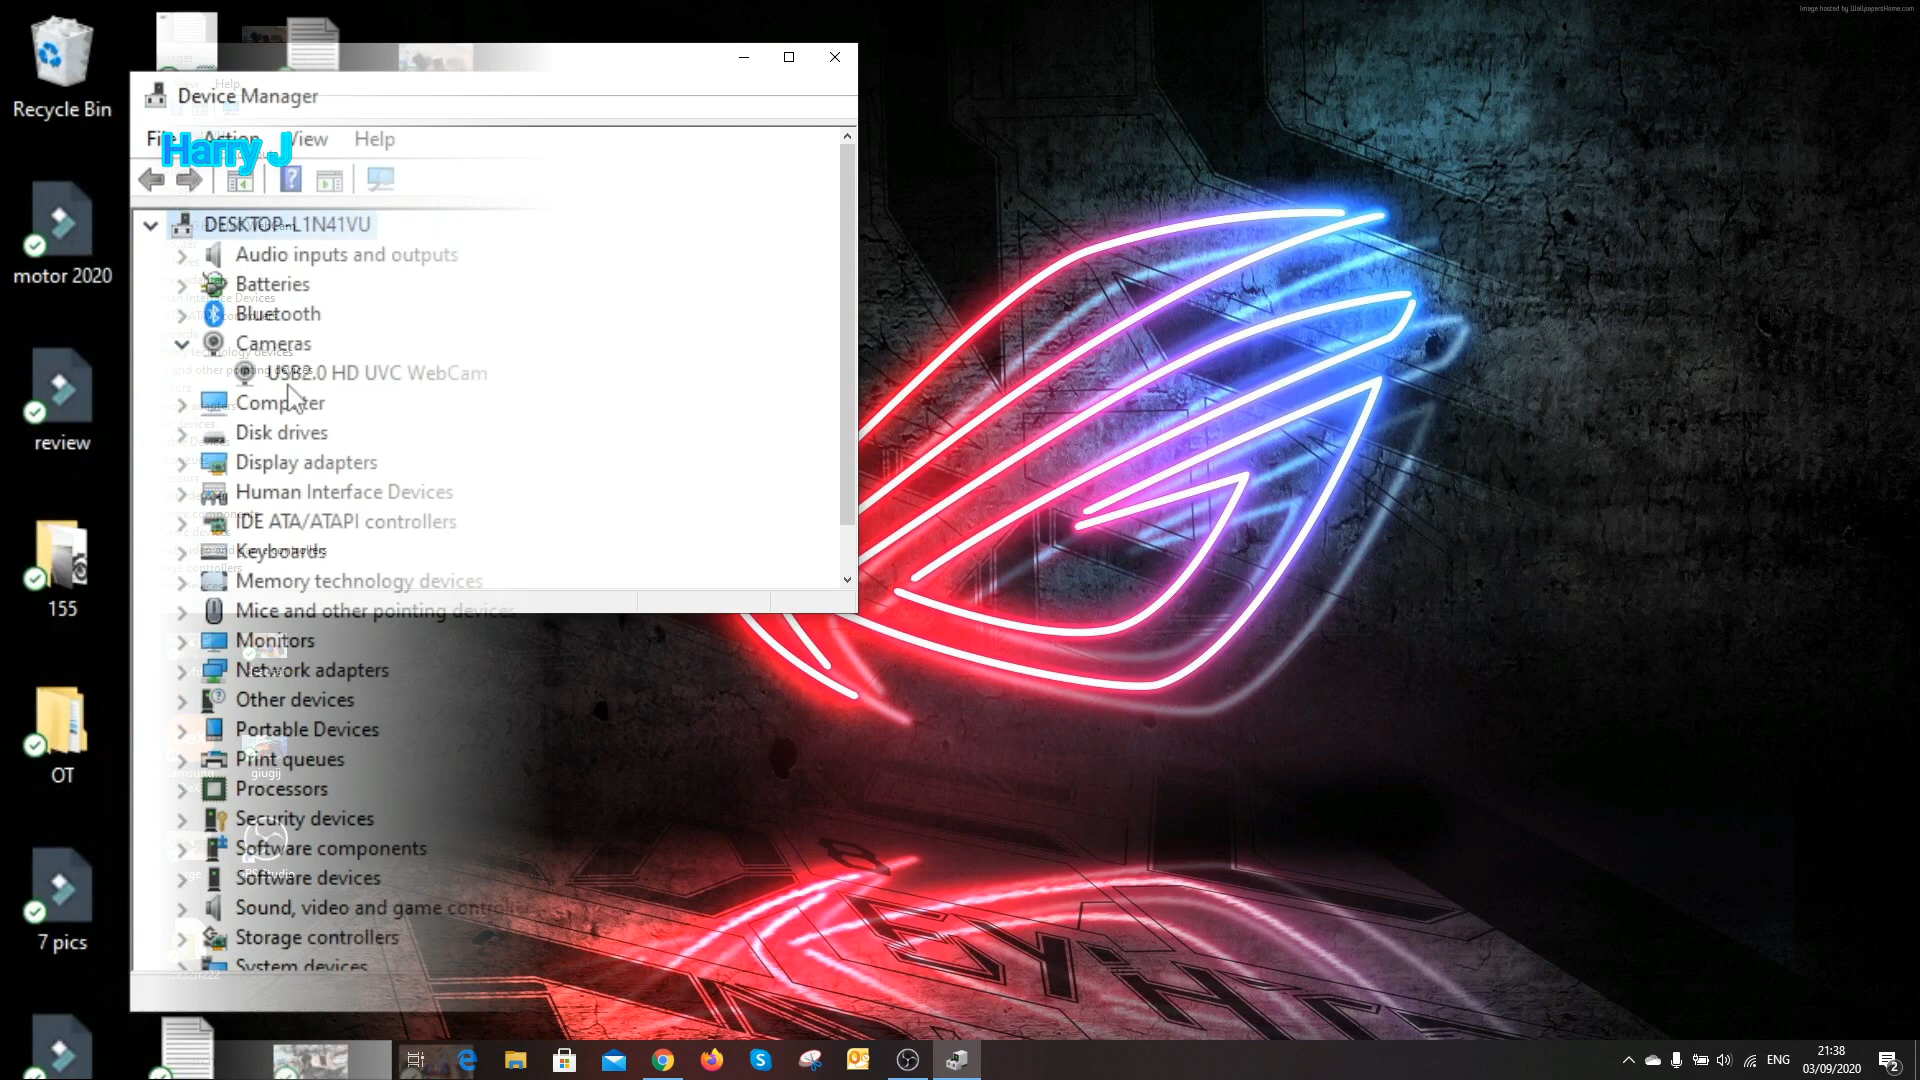 Image hosted by WallpapersHome.com
Recycle Bin
motor 2020
review
155
OT
7 pics
Help
Device Manager
File Action View Help
Harry J
DESKTOP-L1N41VU
Audio inputs and outputs
Batteries
Bluetooth
Cameras
USB2.0 HD UVC WebCam
Computer
Disk drives
Display adapters
Human Interface Devices
IDE ATA/ATAPI controllers
Keyboards
Memory technology devices
Mice and other pointing devices
Monitors
Network adapters
Other devices
Portable Devices
Print queues
giugij
Processors
Security devices
Software components
Software devices
Sound, video and game controllers
Storage controllers
System devices
ENG
21:38
03/09/2020
2